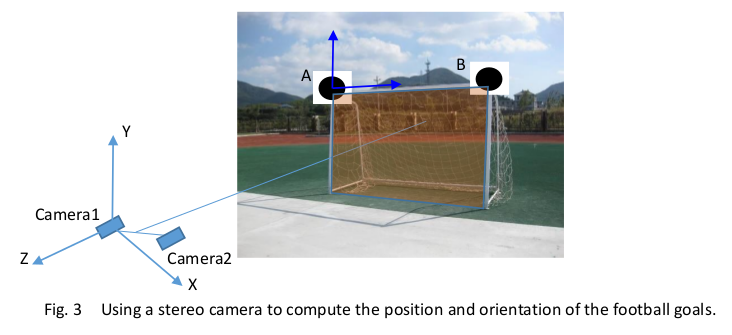 A
B
Y
Camera1
Z
Camera2
X
Fig. 3 Using a stereo camera to compute the position and orientation of the football goals.